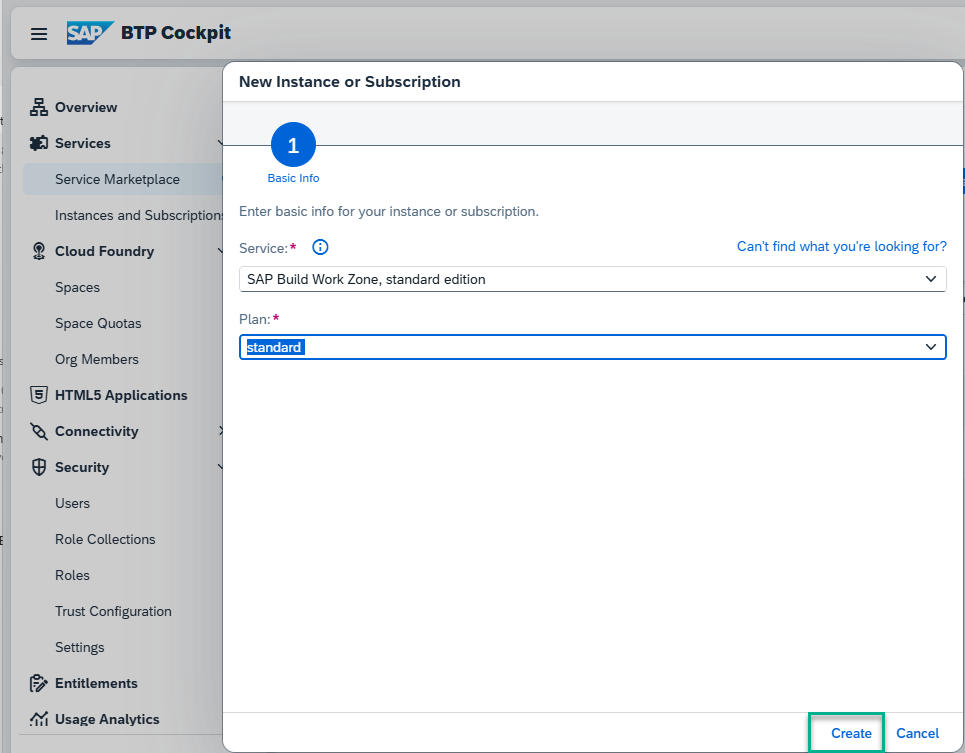 SAP BTP Cockpit
New Instance or Subscription
Overview
Services
1
Basic Info
Service Marketplace
Instances and Subscriptions
Enter basic info for your instance or subscription.
Cloud Foundry
Service:*
Can't find what you're looking for?
SAP Build Work Zone, standard edition
Spaces
Space Quotas
Plan:*
standard
Org Members
HTML5 Applications
Connectivity
Security
Users
Role Collections
Roles
Trust Configuration
Settings
Entitlements
Usage Analytics
Create
Cancel